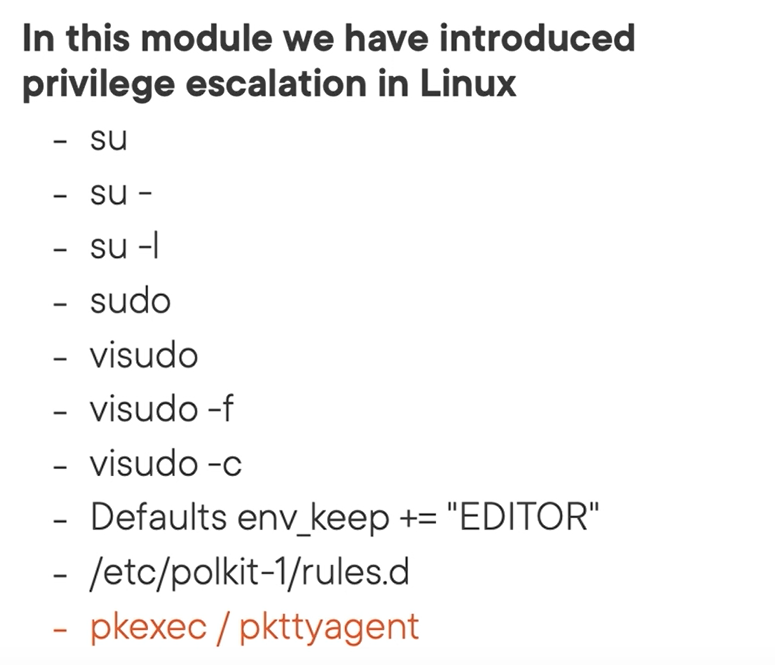 In this module we have introduced
privilege escalation in Linux
- su
- su -
- su -l
- sudo
- visudo
- visudo -f
- visudo -c
- Defaults env_keep += "EDITOR"
- /etc/polkit-1/rules.d
- pkexec / pkttyagent